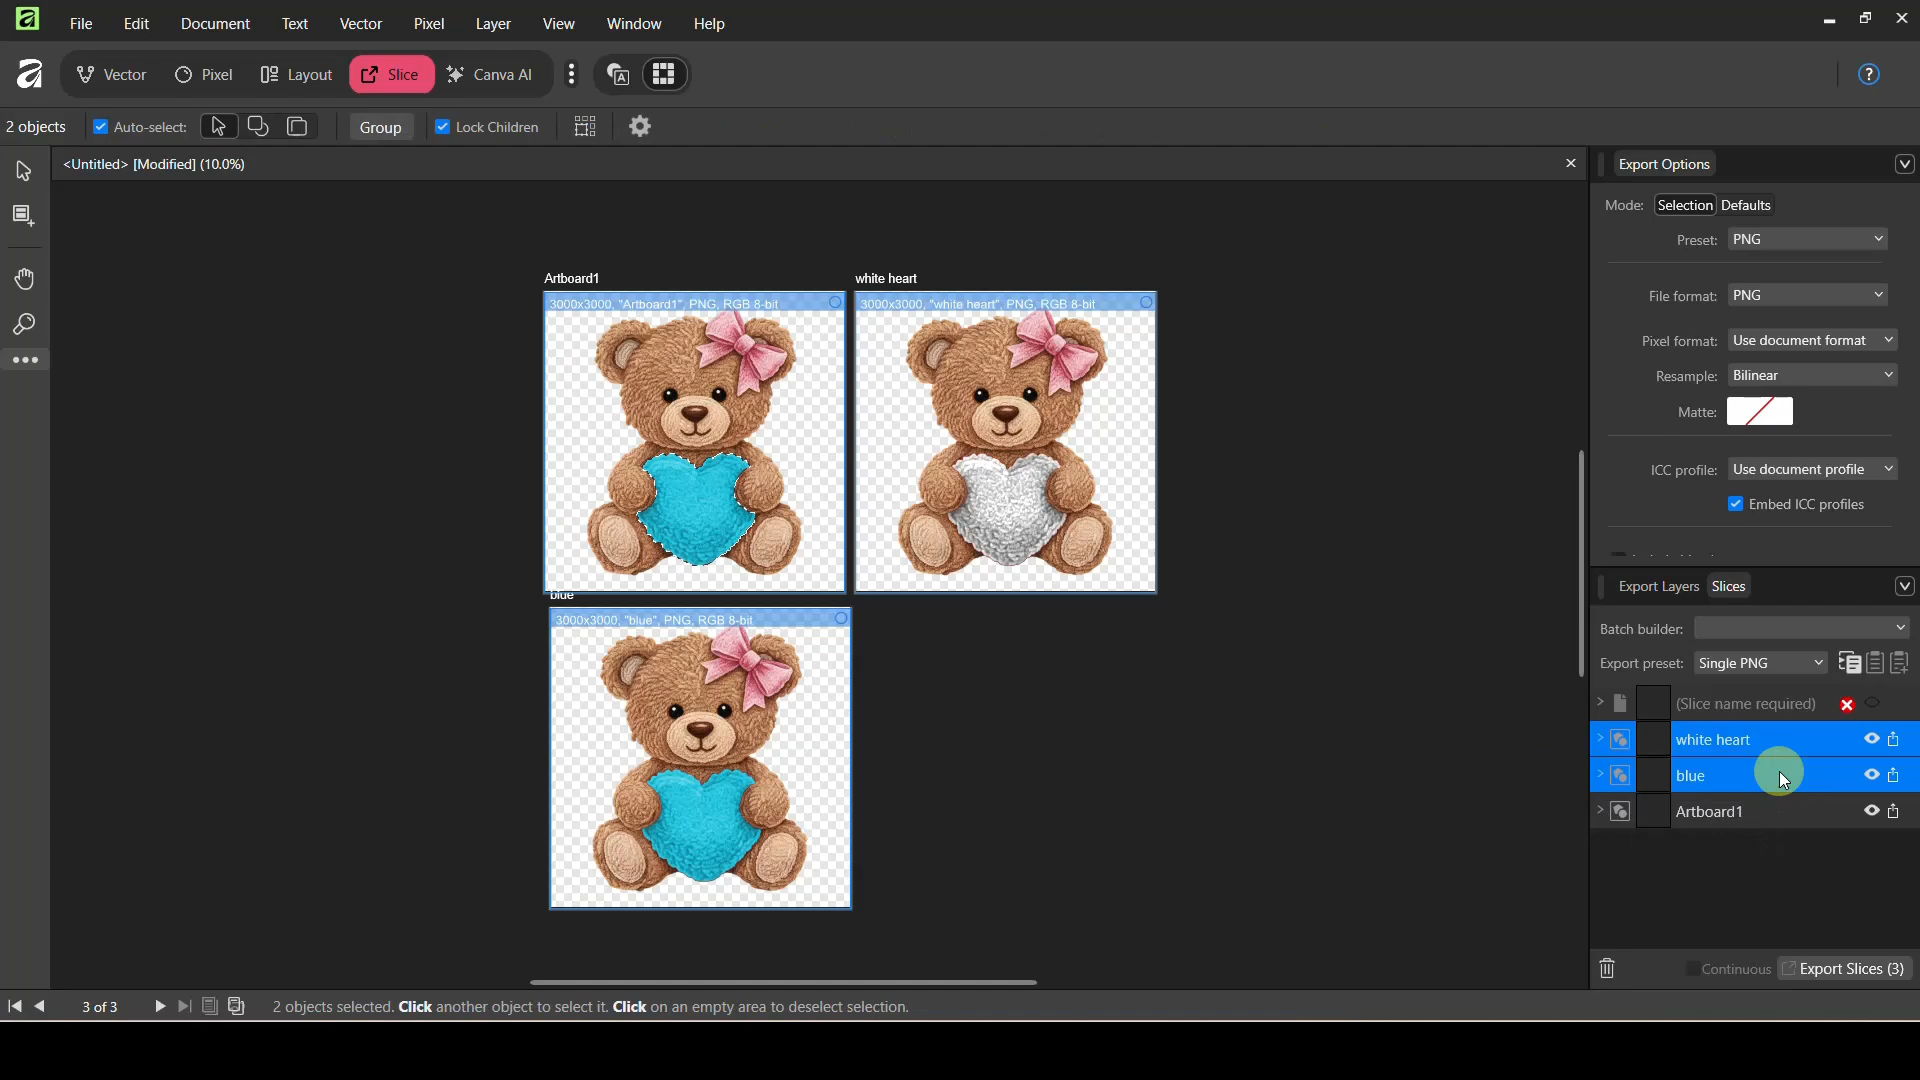 File Edit Document Text Vector Pixel Layer View Window Help
Vector Pixel Layout Slice Canva AI
2 objects Auto-select: Group Lock Children
<Untitled> [Modified] (10.0%)
Export Options
Mode: Selection Defaults
Preset: PNG
File format: PNG
Pixel format: Use document format
Resample: Bilinear
Matte:
ICC profile: Use document profile
Embed ICC profiles
Artboard1
white heart
3000x3000, "Artboard1", PNG, RGB 8-bit
3000x3000, "white heart", PNG, RGB 8-bit
blue
3000x3000, "blue", PNG, RGB 8-bit
Export Layers Slices
Batch builder:
Export preset: Single PNG
(Slice name required)
white heart
blue
Artboard1
Continuous Export Slices (3)
3 of 3
2 objects selected. Click another object to select it. Click on an empty area to deselect selection.